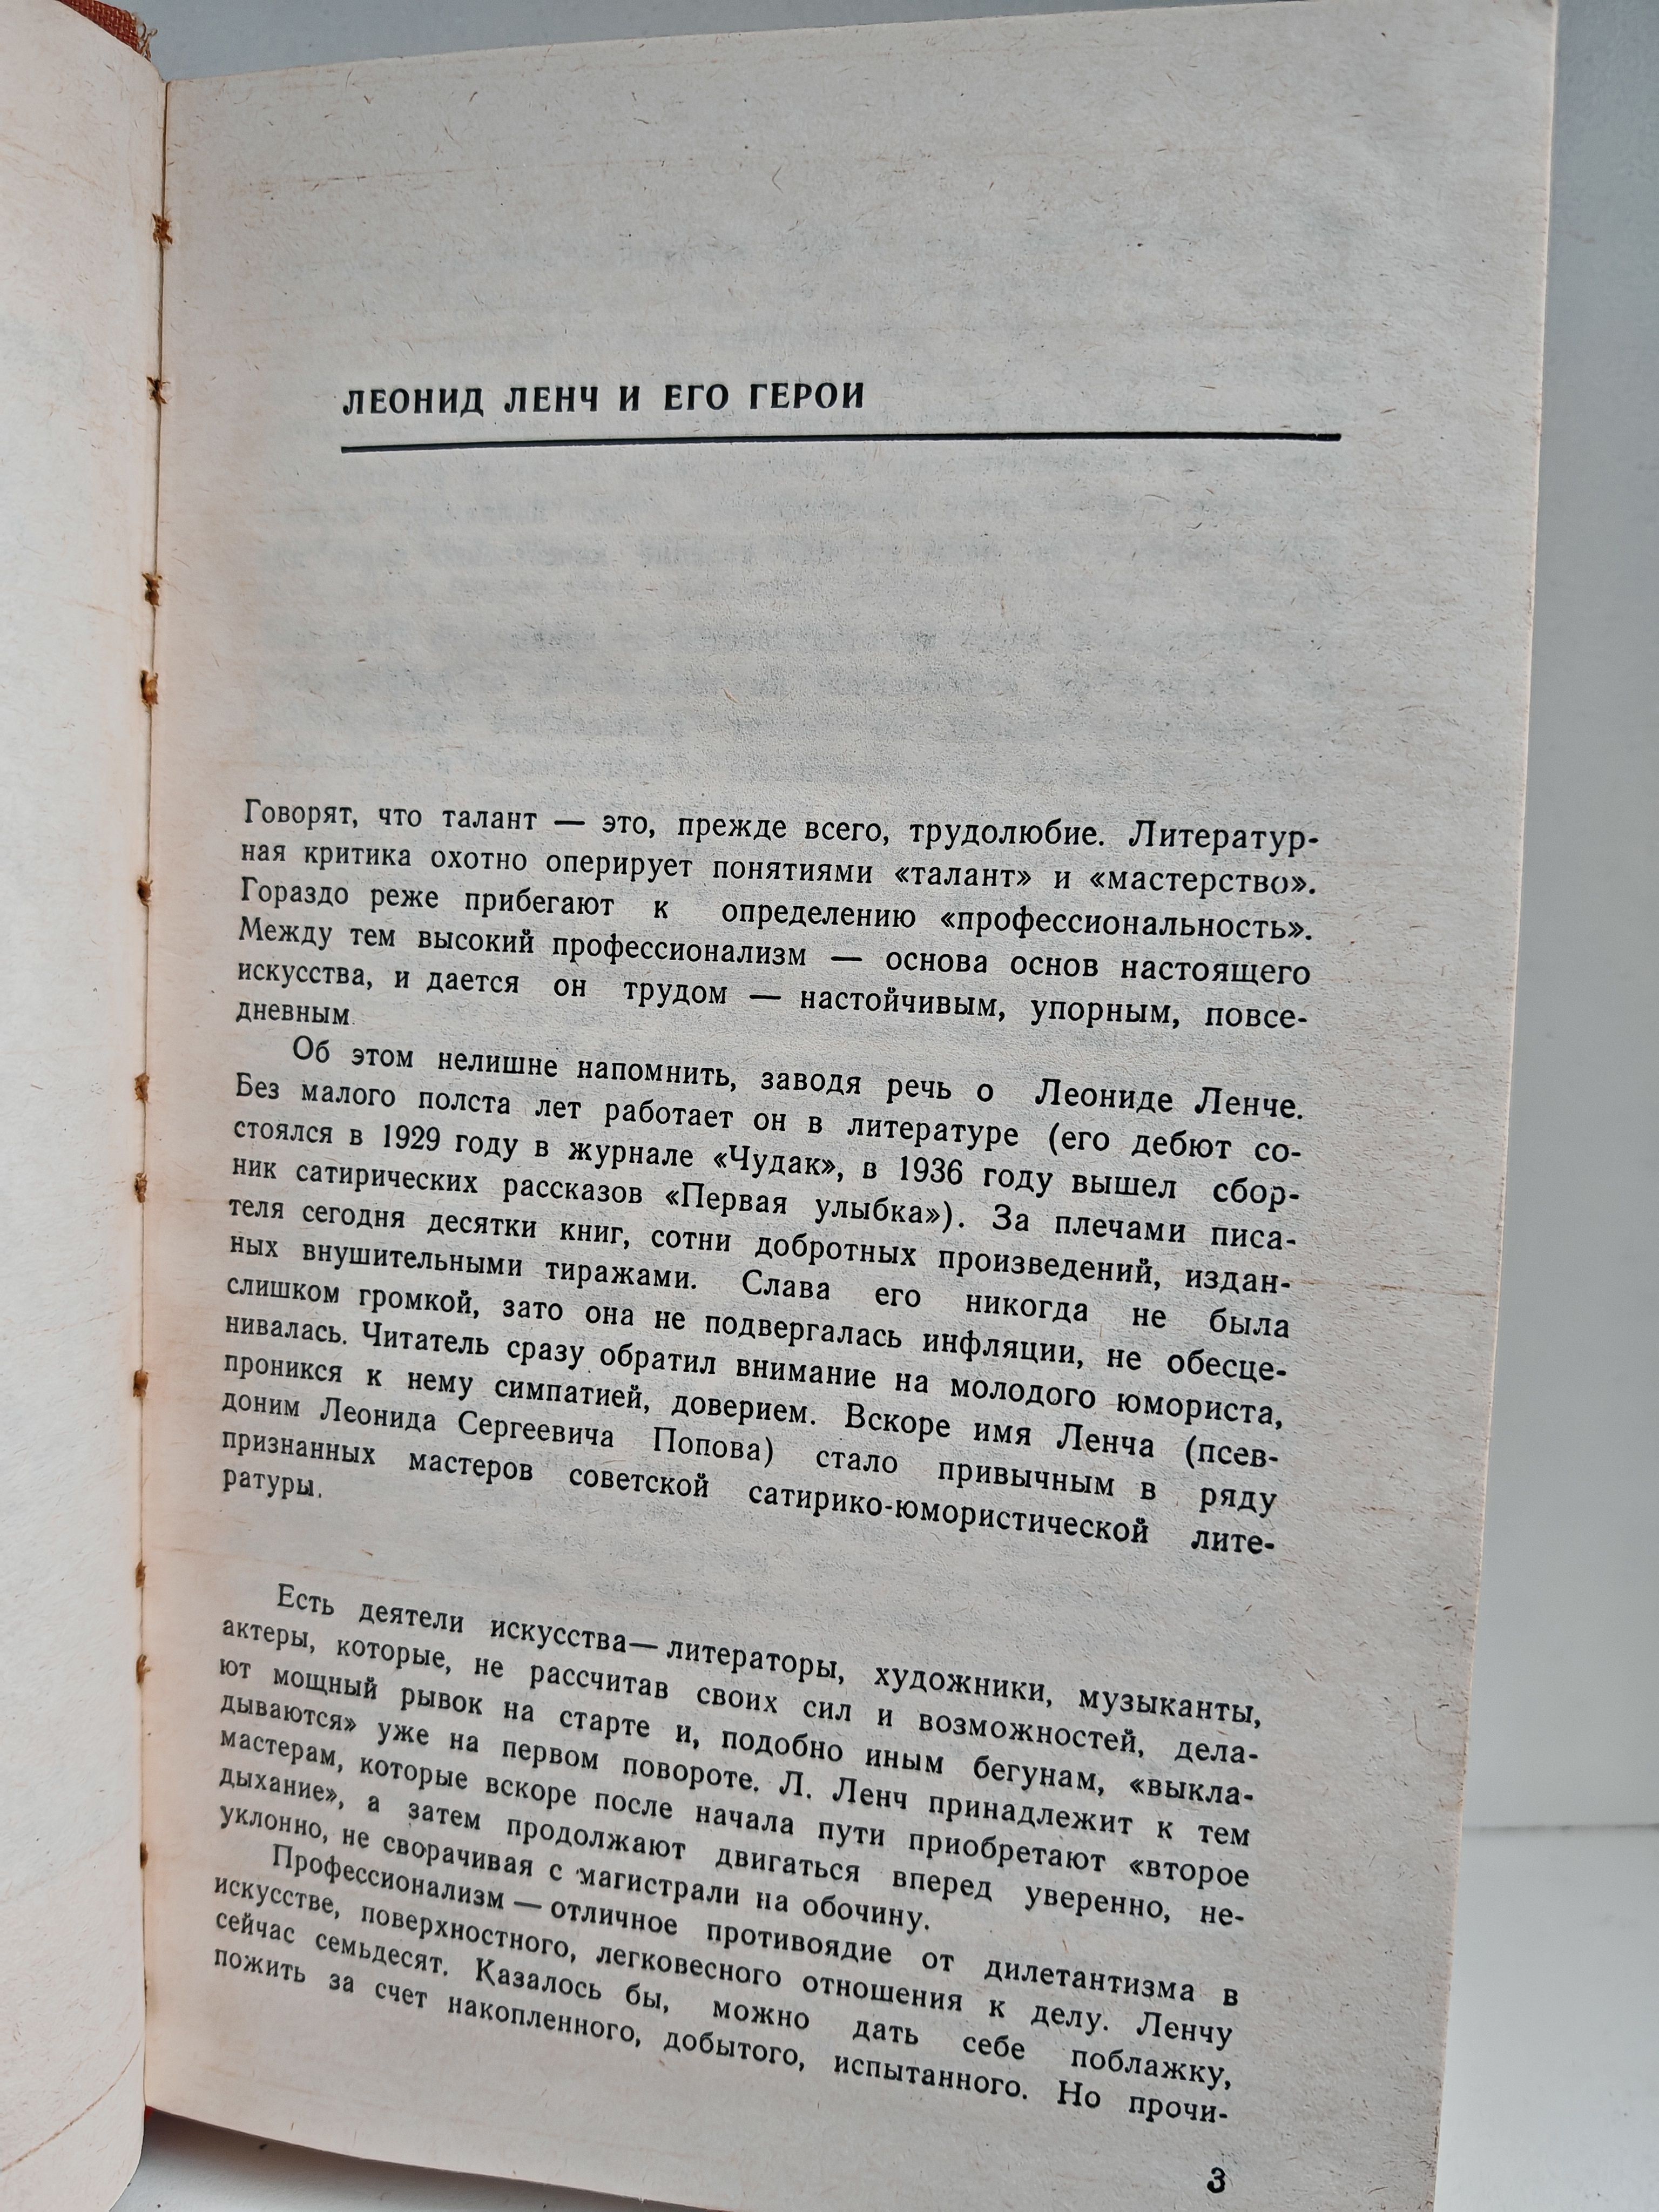 ЛЕОНИД ЛЕНЧ И ЕГО ГЕРОИ
Говорят, что талант — это, прежде всего, трудолюбие. Литератур-
ная критика охотно оперирует понятиями «талант» и «мастерство».
Гораздо реже прибегают к определению «профессиональность».
Между тем высокий профессионализм — основа основ настоящего
искусства, и дается он трудом — настойчивым, упорным, повсе-
дневным.
Об этом нелишне напомнить, заводя речь о Леониде Ленче.
Без малого полста лет работает он в литературе (его дебют со-
стоялся в 1929 году в журнале «Чудак», в 1936 году вышел сбор-
ник сатирических рассказов «Первая улыбка»). За плечами писа-
теля сегодня десятки книг, сотни добротных произведений, издан-
ных внушительными тиражами. Слава его никогда не была
слишком громкой, зато она не подвергалась инфляции, не обесце-
нивалась. Читатель сразу обратил внимание на молодого юмориста,
проникся к нему симпатией, доверием. Вскоре имя Ленча (псев-
доним Леонида Сергеевича Попова) стало привычным в ряду
признанных мастеров советской сатирико-юмористической лите-
ратуры.
Есть деятели искусства— литераторы, художники, музыканты,
актеры, которые, не рассчитав своих сил и возможностей, дела-
ют мощный рывок на старте и, подобно иным бегунам, «выкла-
дываются» уже на первом повороте. Л. Ленч принадлежит к тем
мастерам, которые вскоре после начала пути приобретают «второе
дыхание», а затем продолжают двигаться вперед уверенно, не-
уклонно, не сворачивая с магистрали на обочину.
Профессионализм — отличное противоядие от дилетантизма в
искусстве, поверхностного, легковесного отношения к делу. Ленчу
сейчас семьдесят. Казалось бы, можно дать себе поблажку,
пожить за счет накопленного, добытого, испытанного. Но прочи-
3